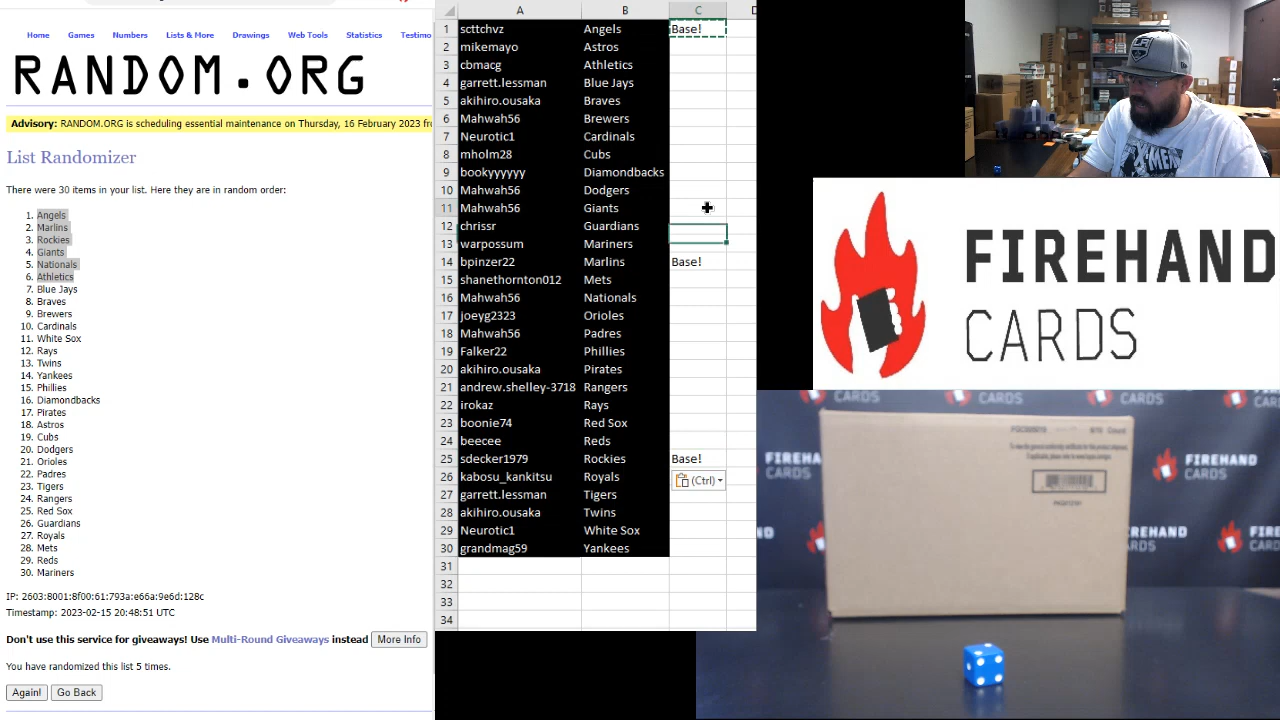 Home Games Numbers Lists & More Drawings Web Tools Statistics Testimo
RANDOM.ORG
Advisory: RANDOM.ORG is scheduling essential maintenance on Thursday, 16 February 2023 fro
List Randomizer
There were 30 items in your list. Here they are in random order:
1. Angels
2. Marlins
3. Rockies
4. Giants
5. Nationals
6. Athletics
7. Blue Jays
8. Braves
9. Brewers
10. Cardinals
11. White Sox
12. Rays
13. Twins
14. Yankees
15. Phillies
16. Diamondbacks
17. Pirates
18. Astros
19. Cubs
20. Dodgers
21. Orioles
22. Padres
23. Tigers
24. Rangers
25. Red Sox
26. Guardians
27. Royals
28. Mets
29. Reds
30. Mariners
IP: 2603:8001:8f00:61:793a:e66a:9e6d:128c
Timestamp: 2023-02-15 20:48:51 UTC
Don't use this service for giveaways! Use Multi-Round Giveaways instead More Info
You have randomized this list 5 times.
Again! Go Back
A B C D
1 scttchvz Angels Base!
2 mikemayo Astros
3 cbmacg Athletics
4 garrett.lessman Blue Jays
5 akihiro.ousaka Braves
6 Mahwah56 Brewers
7 Neurotic1 Cardinals
8 mholm28 Cubs
9 bookyyyyyy Diamondbacks
10 Mahwah56 Dodgers
11 Mahwah56 Giants
12 chrissr Guardians
13 warpossum Mariners
14 bpinzer22 Marlins Base!
15 shanethornton012 Mets
16 Mahwah56 Nationals
17 joeyg2323 Orioles
18 Mahwah56 Padres
19 Falker22 Phillies
20 akihiro.ousaka Pirates
21 andrew.shelley-3718 Rangers
22 irokaz Rays
23 boonie74 Red Sox
24 beecee Reds
25 sdecker1979 Rockies Base!
26 kabosu_kankitsu Royals (Ctrl)
27 garrett.lessman Tigers
28 akihiro.ousaka Twins
29 Neurotic1 White Sox
30 grandmag59 Yankees
31
32
33
34
LA
X-MEN
FIREHAND
CARDS
CARDS
CARDS
CARDS
CARDS
FIREHAND
CARDS
FIREHAND
CARDS